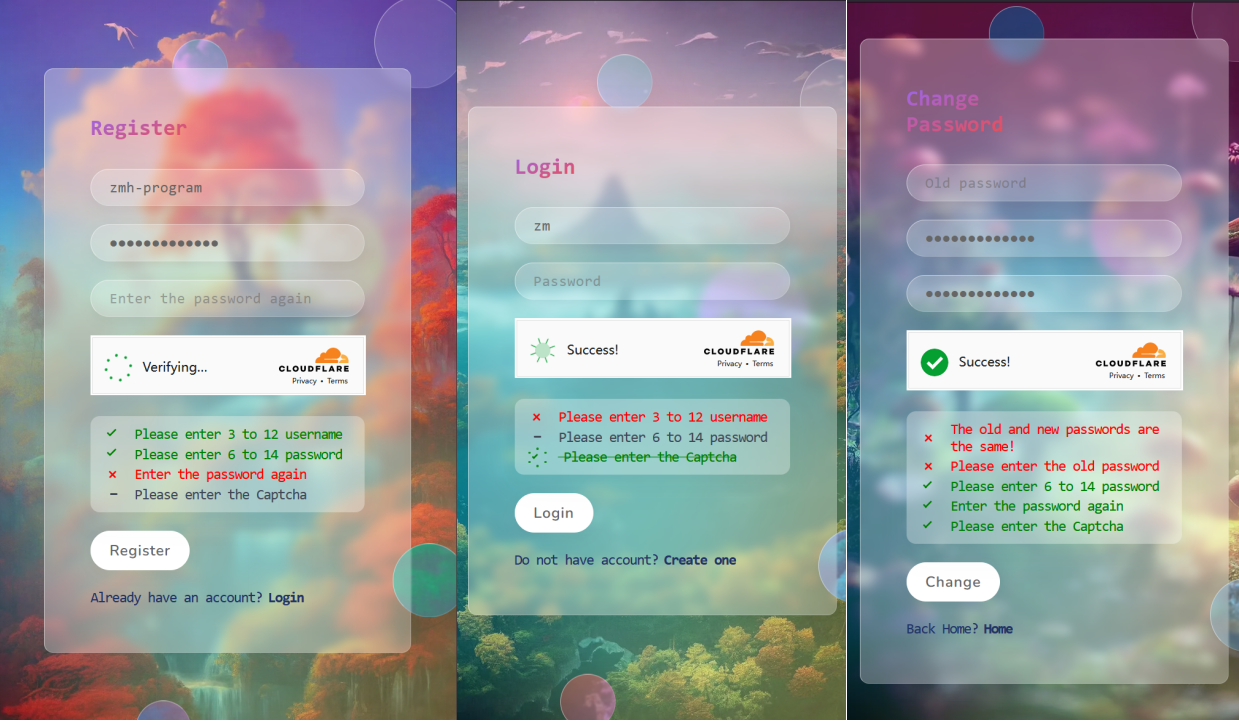 Register
zmh-program
•••••••••••••
Enter the password again
Verifying...
CLOUDFLARE
Privacy • Terms
Please enter 3 to 12 username
Please enter 6 to 14 password
Enter the password again
Please enter the Captcha
Register
Already have an account? Login
Login
zm
Password
Success!
CLOUDFLARE
Privacy • Terms
Please enter 3 to 12 username
Please enter 6 to 14 password
Please enter the Captcha
Login
Do not have account? Create one
Change
Password
Old password
•••••••••••••
•••••••••••••
Success!
CLOUDFLARE
Privacy • Terms
The old and new passwords are
the same!
Please enter the old password
Please enter 6 to 14 password
Enter the password again
Please enter the Captcha
Change
Back Home? Home